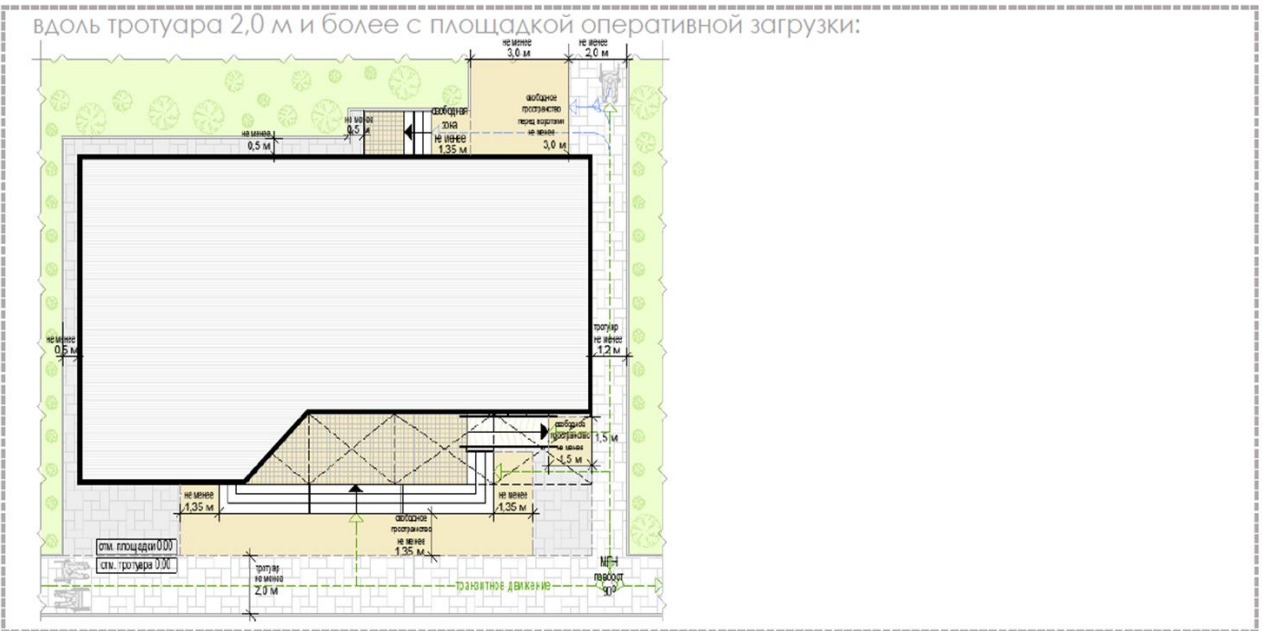 вдоль тротуара 2,0 м и более с площадкой оперативной загрузки:
не менее
3,0 м
не менее
2,0 м
свободное
пространство
перед воротами
не менее
3,0 м
не менее
0,5 м
свободная
зона
не менее
1,35 м
не менее
0,5 м
не менее
0,5 м
тротуар
не менее
1,2 м
свободное
пространство
не менее
1,5 м
1,5 м
не менее
1,35 м
не менее
1,35 м
свободное
пространство
не менее
1,35 м
отм. площадки 0.00
отм. тротуара 0.00
тротуар
не менее
2,0 м
транзитное движение
МГН
поворот
90°